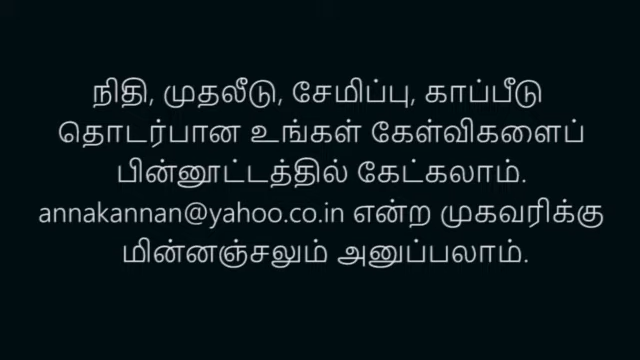 நிதி, முதலீடு, சேமிப்பு, காப்பீடு
தொடர்பான உங்கள் கேள்விகளைப்
பின்னூட்டத்தில் கேட்கலாம்.
annakannan@yahoo.co.in என்ற முகவரிக்கு
மின்னஞ்சலும் அனுப்பலாம்.